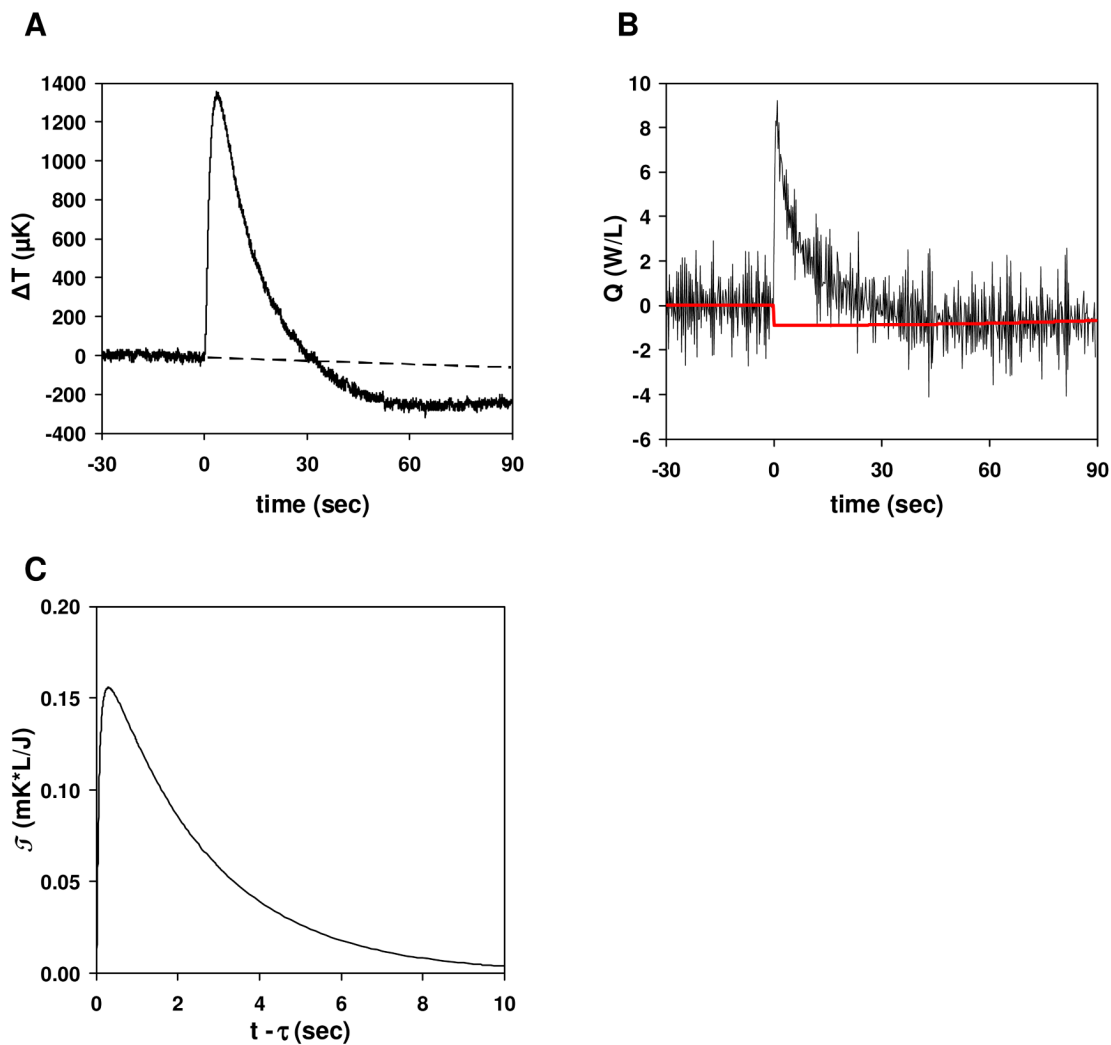 A
ΔT (µK)
1400
1200
1000
800
600
400
200
0
-200
-400
-30 0 30 60 90
time (sec)
B
Q (W/L)
10
8
6
4
2
0
-2
-4
-6
-30 0 30 60 90
time (sec)
C
ℱ (mK*L/J)
0.20
0.15
0.10
0.05
0.00
0 2 4 6 8 10
t - τ (sec)